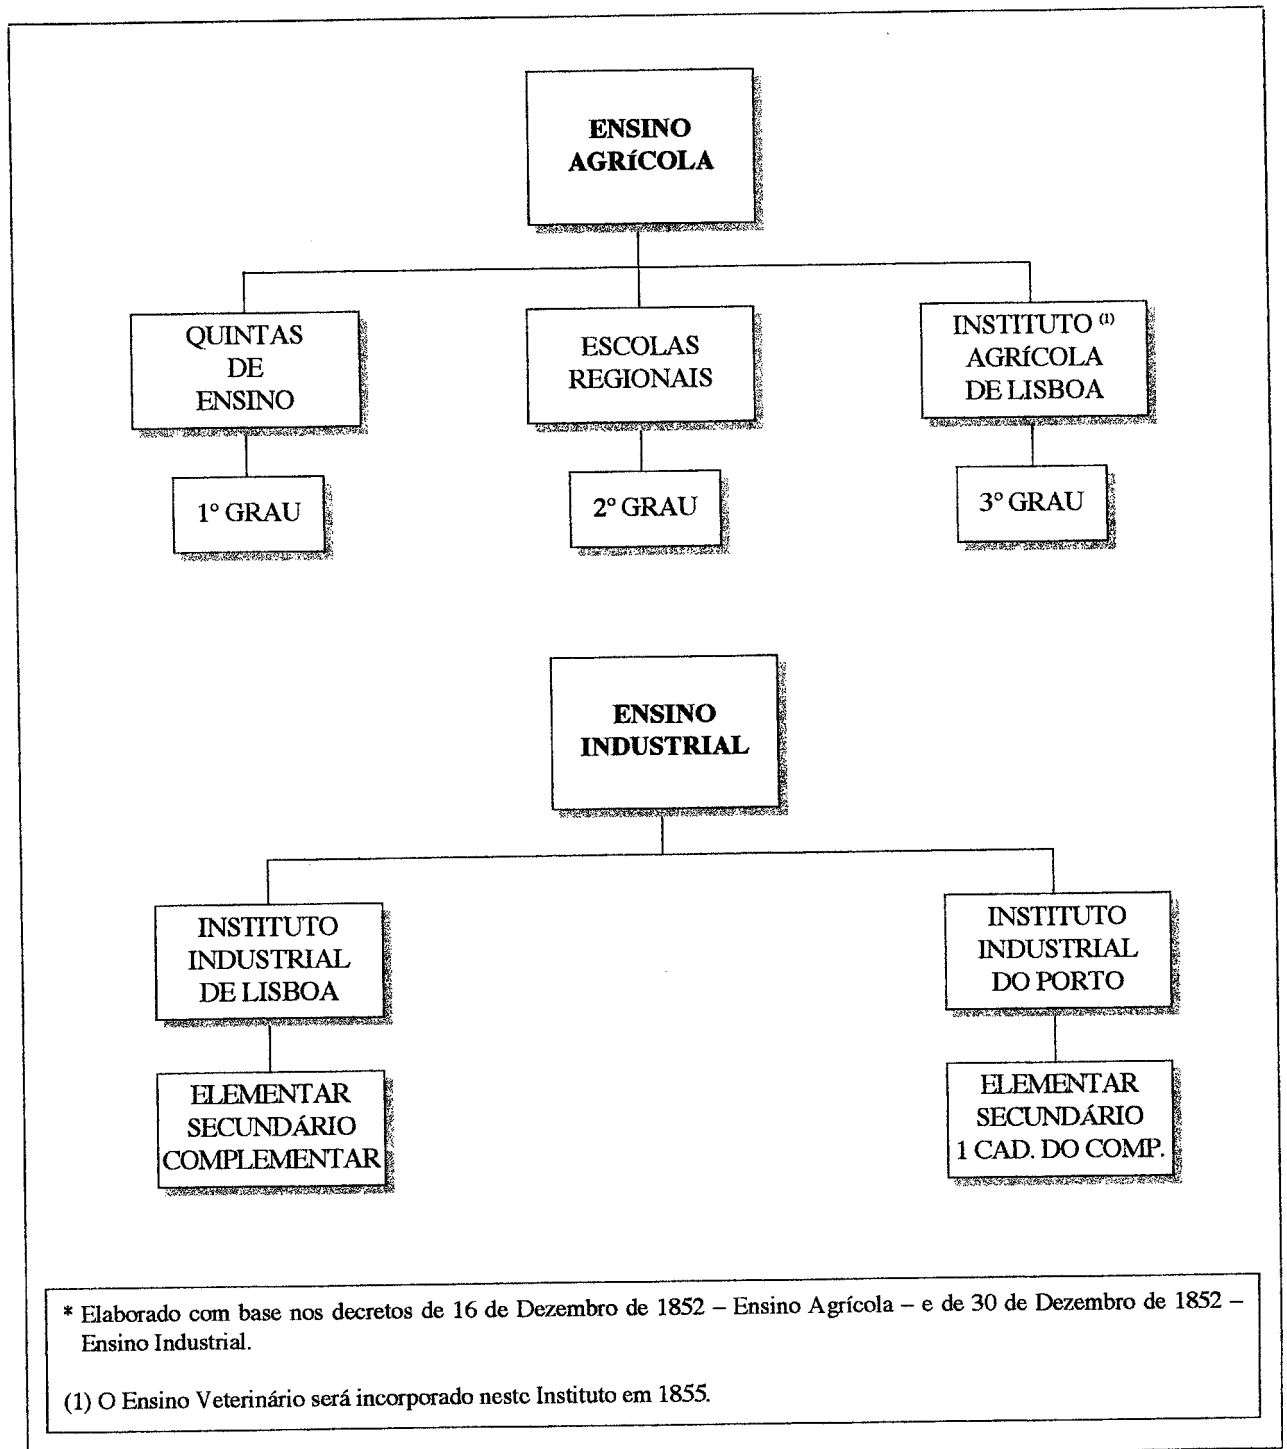 ENSINO
AGRÍCOLA
QUINTAS
DE
ENSINO
ESCOLAS
REGIONAIS
INSTITUTO (1)
AGRÍCOLA
DE LISBOA
1º GRAU
2º GRAU
3º GRAU
ENSINO
INDUSTRIAL
INSTITUTO
INDUSTRIAL
DE LISBOA
INSTITUTO
INDUSTRIAL
DO PORTO
ELEMENTAR
SECUNDÁRIO
COMPLEMENTAR
ELEMENTAR
SECUNDÁRIO
1 CAD. DO COMP.
* Elaborado com base nos decretos de 16 de Dezembro de 1852 – Ensino Agrícola – e de 30 de Dezembro de 1852 –
Ensino Industrial.
(1) O Ensino Veterinário será incorporado neste Instituto em 1855.